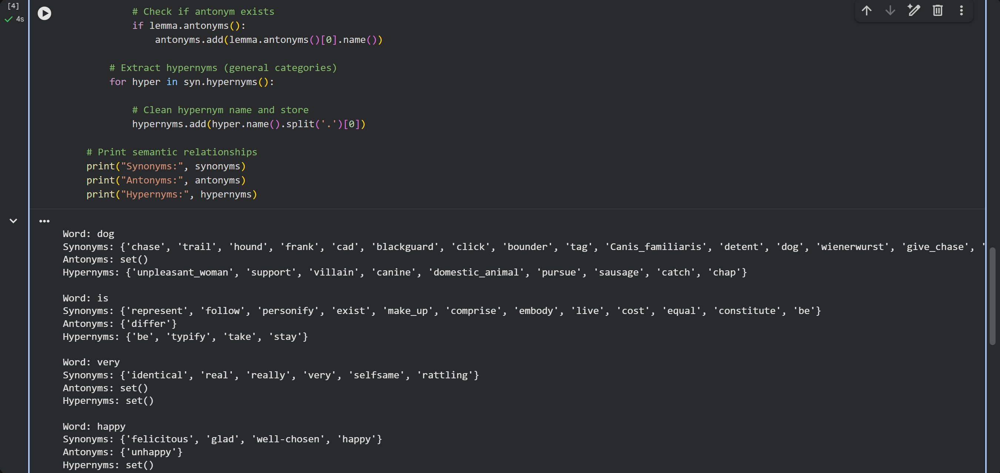 [4]
4s
# Check if antonym exists
if lemma.antonyms():
antonyms.add(lemma.antonyms()[0].name())
# Extract hypernyms (general categories)
for hyper in syn.hypernyms():
# Clean hypernym name and store
hypernyms.add(hyper.name().split('.')[0])
# Print semantic relationships
print("Synonyms:", synonyms)
print("Antonyms:", antonyms)
print("Hypernyms:", hypernyms)
Word: dog
Synonyms: {'chase', 'trail', 'hound', 'frank', 'cad', 'blackguard', 'click', 'bounder', 'tag', 'Canis_familiaris', 'detent', 'dog', 'wienerwurst', 'give_chase', '
Antonyms: set()
Hypernyms: {'unpleasant_woman', 'support', 'villain', 'canine', 'domestic_animal', 'pursue', 'sausage', 'catch', 'chap'}
Word: is
Synonyms: {'represent', 'follow', 'personify', 'exist', 'make_up', 'comprise', 'embody', 'live', 'cost', 'equal', 'constitute', 'be'}
Antonyms: {'differ'}
Hypernyms: {'be', 'typify', 'take', 'stay'}
Word: very
Synonyms: {'identical', 'real', 'really', 'very', 'selfsame', 'rattling'}
Antonyms: set()
Hypernyms: set()
Word: happy
Synonyms: {'felicitous', 'glad', 'well-chosen', 'happy'}
Antonyms: {'unhappy'}
Hypernyms: set()